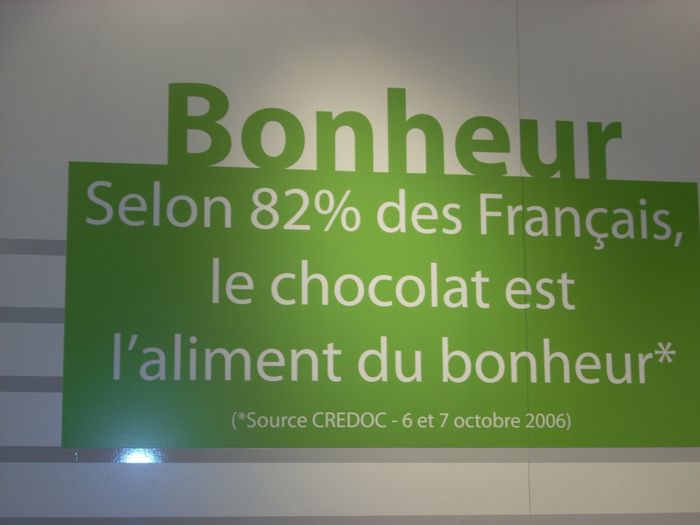 Bonheur
Selon 82% des Français,
le chocolat est
l'aliment du bonheur*
(*Source CREDOC - 6 et 7 octobre 2006)